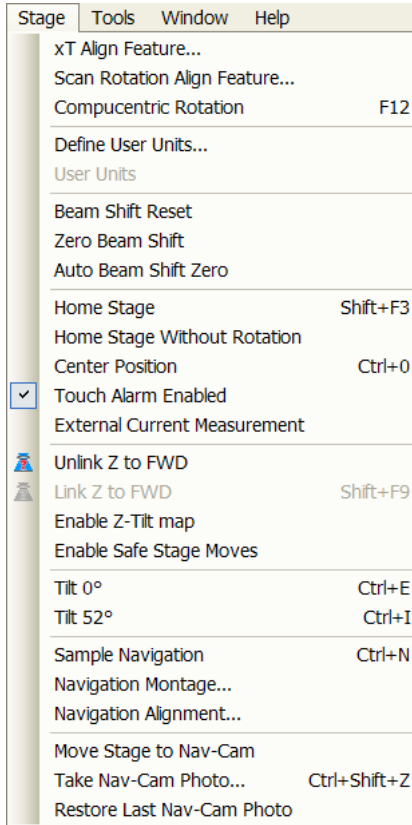 Stage Tools Window Help
xT Align Feature...
Scan Rotation Align Feature...
Compucentric Rotation F12
Define User Units...
User Units
Beam Shift Reset
Zero Beam Shift
Auto Beam Shift Zero
Home Stage Shift+F3
Home Stage Without Rotation
Center Position Ctrl+0
Touch Alarm Enabled
External Current Measurement
Unlink Z to FWD
Link Z to FWD Shift+F9
Enable Z-Tilt map
Enable Safe Stage Moves
Tilt 0° Ctrl+E
Tilt 52° Ctrl+I
Sample Navigation Ctrl+N
Navigation Montage...
Navigation Alignment...
Move Stage to Nav-Cam
Take Nav-Cam Photo... Ctrl+Shift+Z
Restore Last Nav-Cam Photo